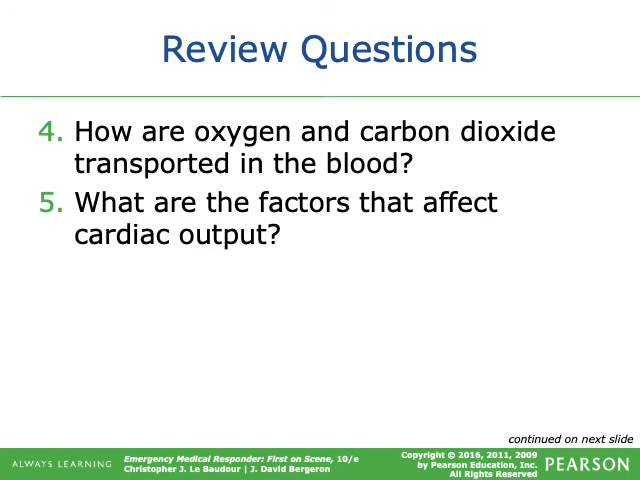 Review Questions
4. How are oxygen and carbon dioxide
transported in the blood?
5. What are the factors that affect
cardiac output?
continued on next slide
ALWAYS LEARNING
Emergency Medical Responder: First on Scene, 10/e
Christopher J. Le Baudour | J. David Bergeron
Copyright © 2016, 2011, 2009
by Pearson Education, Inc.
All Rights Reserved
PEARSON